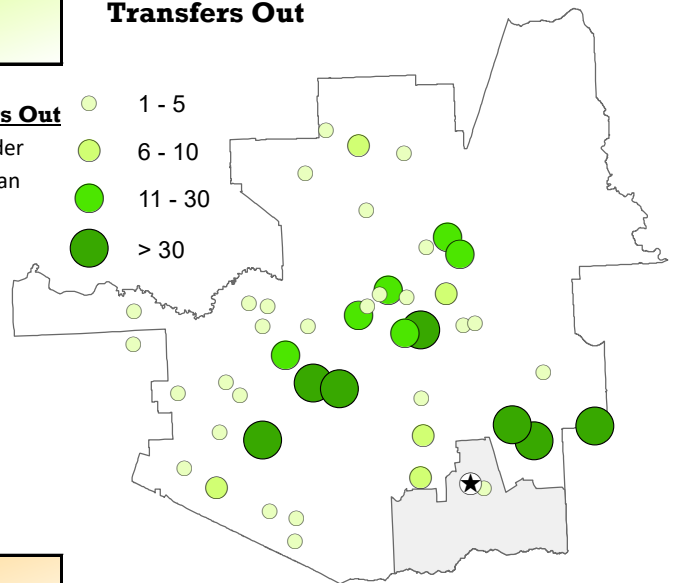 Transfers Out
s Out
der
an
1 - 5
6 - 10
11 - 30
> 30